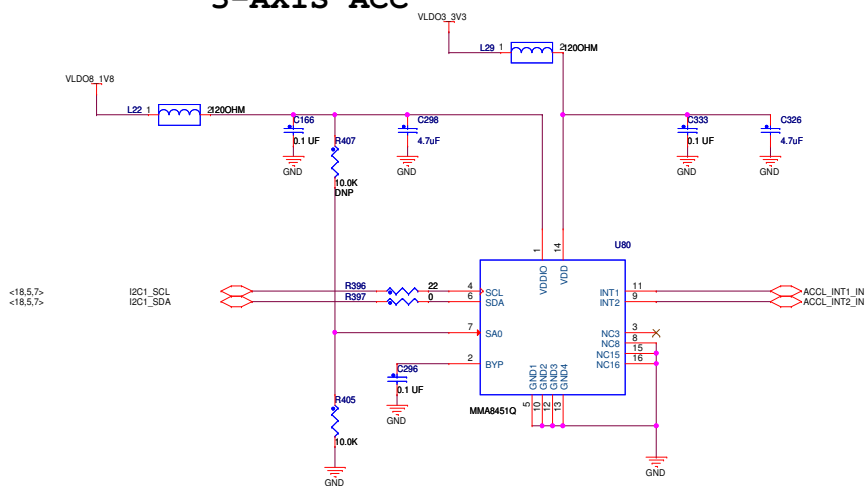 3-AXIS ACC
VLDO3_3V3
L29 1 2 120OHM
VLDO8_1V8
L22 1 2 120OHM
C166
0.1 UF
GND
R407
10.0K
DNP
C298
4.7uF
GND
C333
0.1 UF
GND
C326
4.7uF
GND
U80
1 14
VDDIO VDD
<18,5,7> I2C1_SCL R396 22 4 SCL INT1 11 ACCL_INT1_IN
<18,5,7> I2C1_SDA R397 0 6 SDA INT2 9 ACCL_INT2_IN
7 SA0 NC3 3
NC8 8
NC15 15
2 BYP NC16 16
C296
0.1 UF
GND
GND1 GND2 GND3 GND4
5 10 12 13
MMA8451Q
R405
10.0K
GND
GND